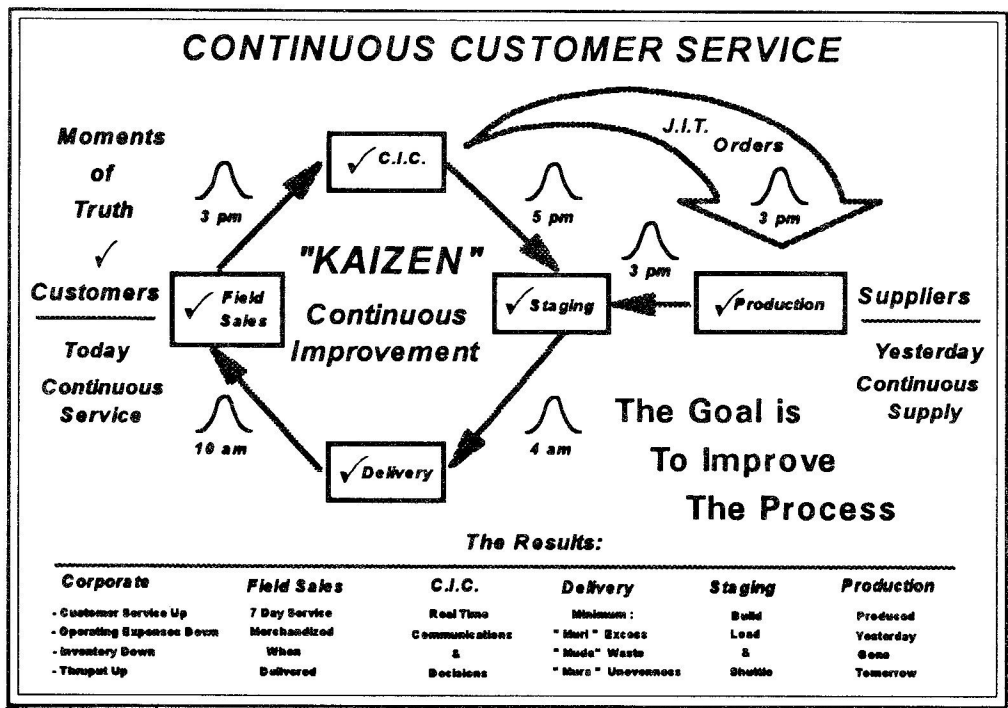 CONTINUOUS CUSTOMER SERVICE
Moments
of
Truth
Customers
Today
Continuous
Service
3 pm
C.I.C.
5 pm
J.I.T.
Orders
3 pm
3 pm
"KAIZEN"
Continuous
Improvement
Field
Sales
Staging
Production
Suppliers
Yesterday
Continuous
Supply
10 am
Delivery
4 am
The Goal is
To Improve
The Process
The Results:
Corporate
- Customer Service Up
- Operating Expenses Down
- Inventory Down
- Thruput Up
Field Sales
7 Day Service
Merchandized
When
Delivered
C.I.C.
Real Time
Communications
&
Decisions
Delivery
Minimum :
"Muri" Excess
"Muda" Waste
"Mura" Unevenness
Staging
Build
Load
&
Shuttle
Production
Produced
Yesterday
Gone
Tomorrow